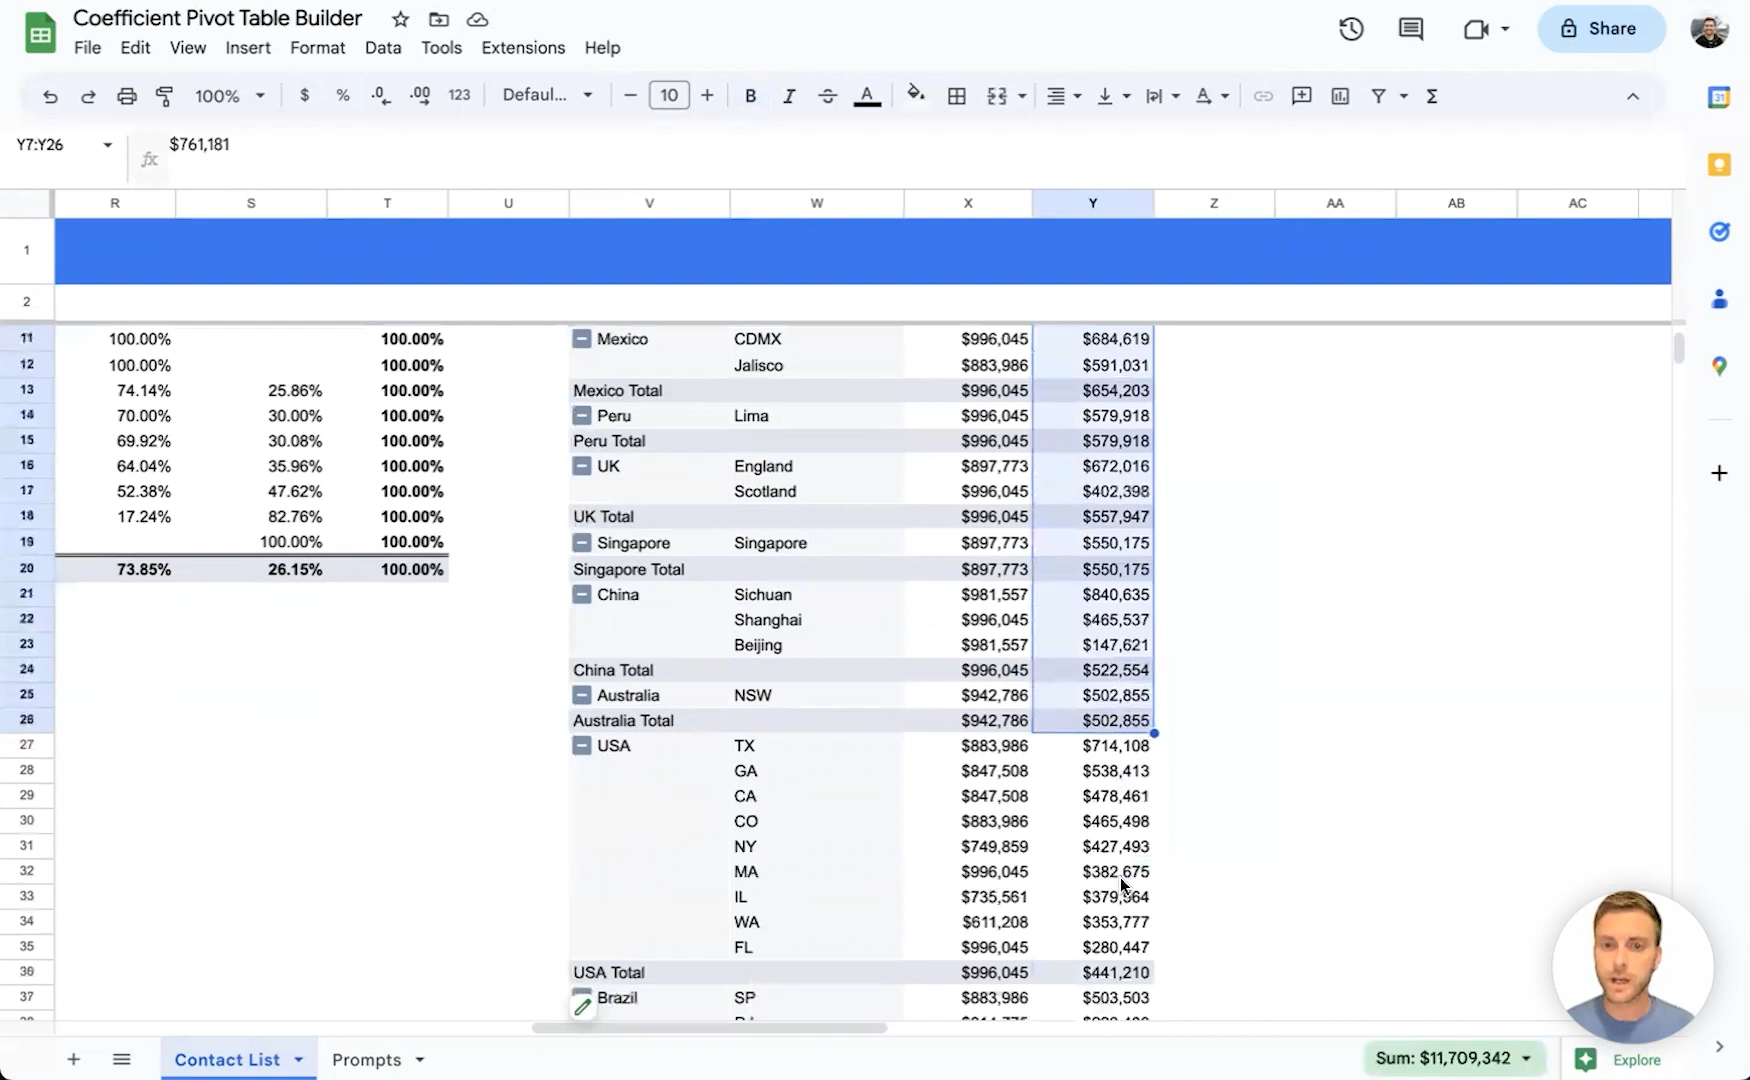 Coefficient Pivot Table Builder
File Edit View Insert Format Data Tools Extensions Help
Share
100% $ % .0 .00 123 Defaul... − 10 + B I S A Σ
31
Y7:Y26 fx $761,181
R S T U V W X Y Z AA AB AC
1
2
11 100.00% 100.00% Mexico CDMX $996,045 $684,619
12 100.00% 100.00% Jalisco $883,986 $591,031
13 74.14% 25.86% 100.00% Mexico Total $996,045 $654,203
14 70.00% 30.00% 100.00% Peru Lima $996,045 $579,918
15 69.92% 30.08% 100.00% Peru Total $996,045 $579,918
16 64.04% 35.96% 100.00% UK England $897,773 $672,016
17 52.38% 47.62% 100.00% Scotland $996,045 $402,398
18 17.24% 82.76% 100.00% UK Total $996,045 $557,947
19 100.00% 100.00% Singapore Singapore $897,773 $550,175
20 73.85% 26.15% 100.00% Singapore Total $897,773 $550,175
21 China Sichuan $981,557 $840,635
22 Shanghai $996,045 $465,537
23 Beijing $981,557 $147,621
24 China Total $996,045 $522,554
25 Australia NSW $942,786 $502,855
26 Australia Total $942,786 $502,855
27 USA TX $883,986 $714,108
28 GA $847,508 $538,413
29 CA $847,508 $478,461
30 CO $883,986 $465,498
31 NY $749,859 $427,493
32 MA $996,045 $382,675
33 IL $735,561
34 WA $611,208 $353,777
35 FL $996,045 $280,447
36 USA Total $996,045 $441,210
37 Brazil SP $883,986 $503,503
Contact List Prompts Sum: $11,709,342 Explore